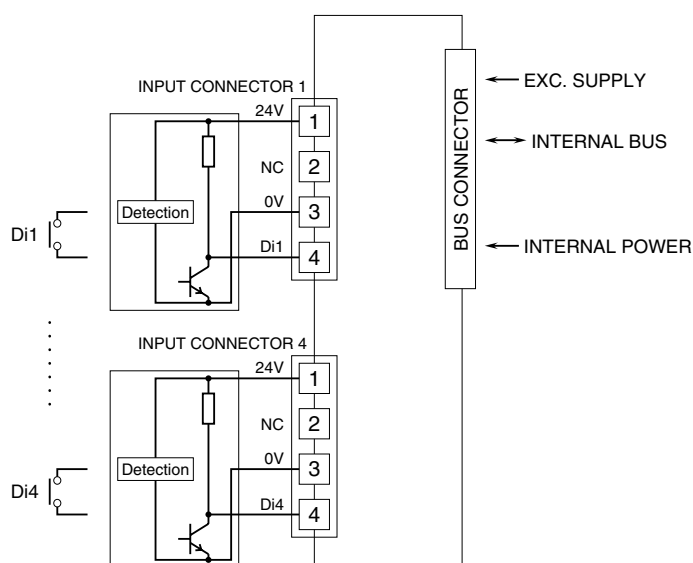 INPUT CONNECTOR 1
24V
1
NC
2
0V
3
Di1
4
Detection
Di1
BUS CONNECTOR
EXC. SUPPLY
INTERNAL BUS
INTERNAL POWER
INPUT CONNECTOR 4
24V
1
NC
2
0V
3
Di4
4
Detection
Di4